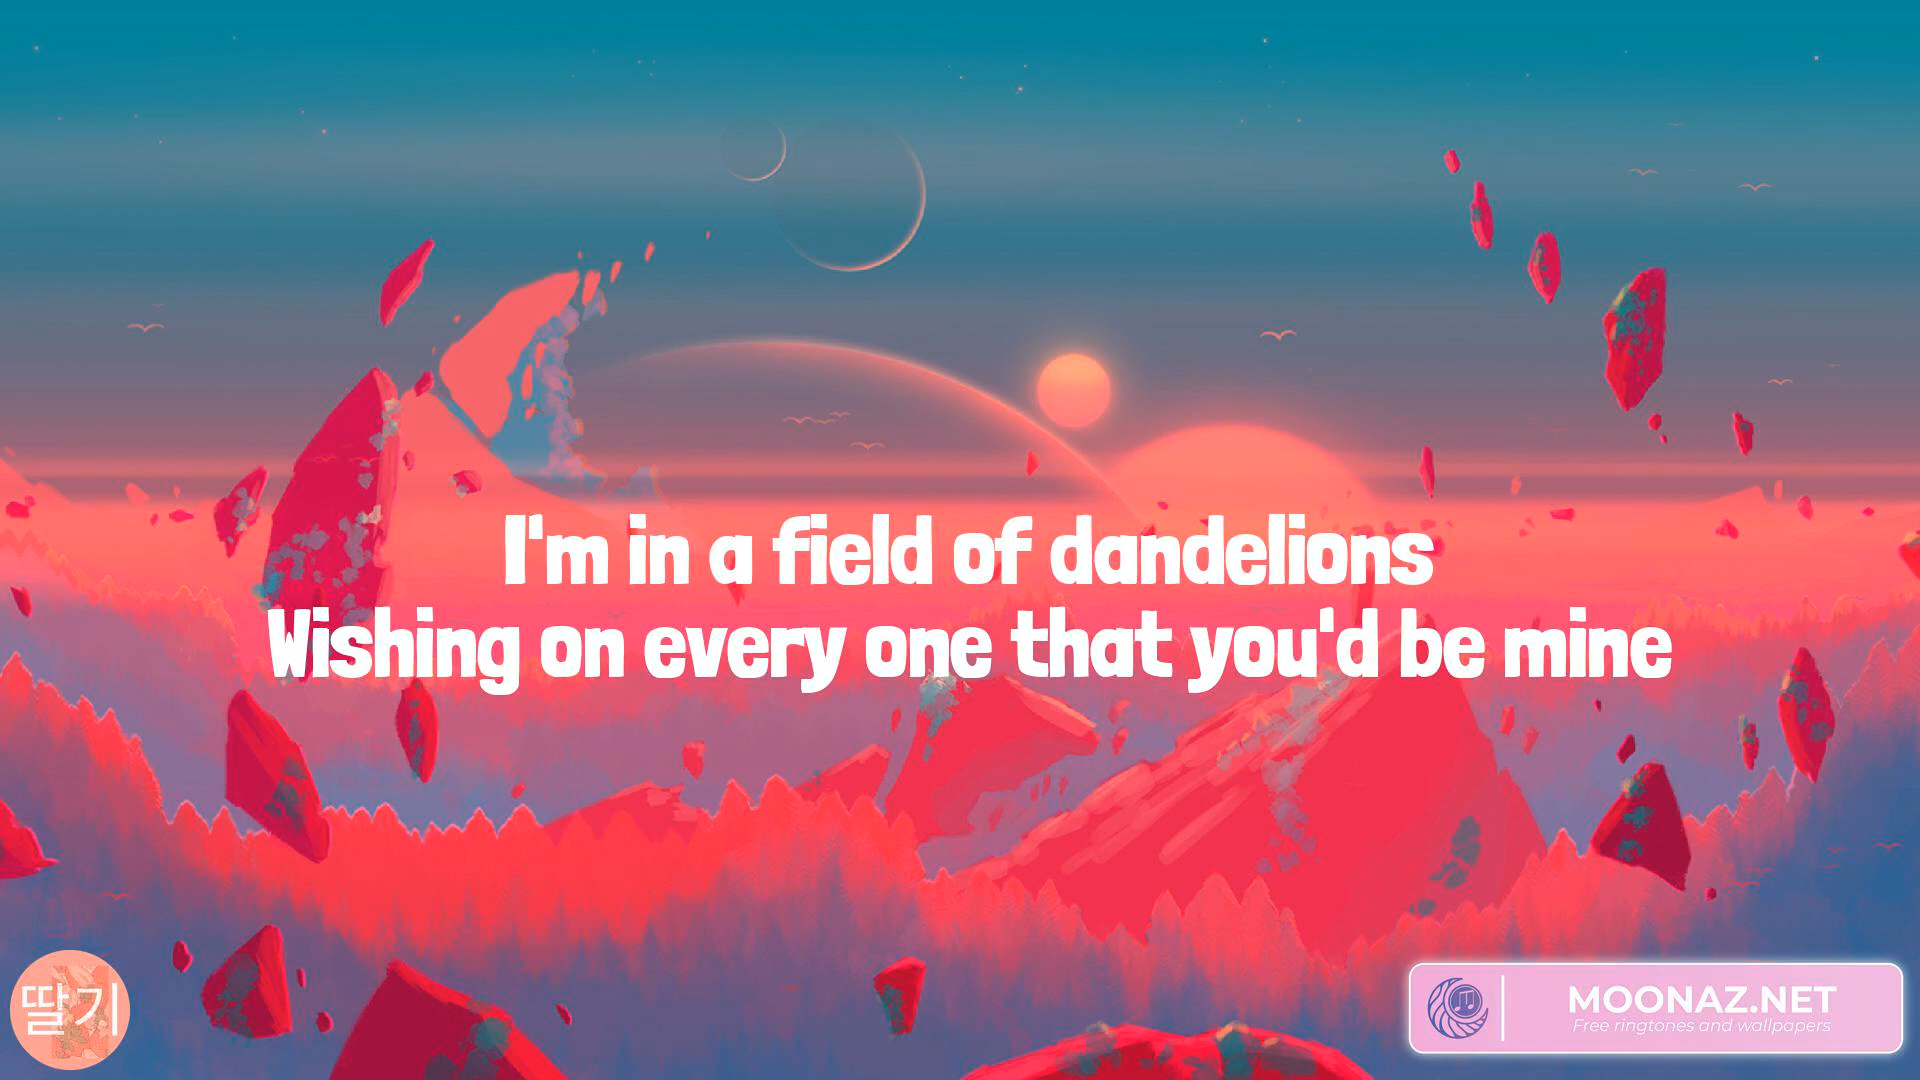 I'm in a field of dandelions
Wishing on every one that you'd be mine
딸기
MOONAZ.NET
Free ringtones and wallpapers